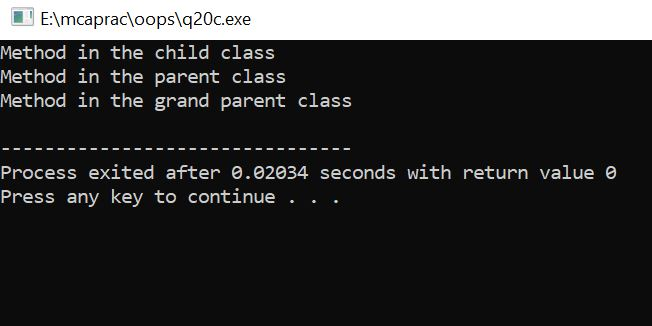 E:\mcaprac\oops\q20c.exe
Method in the child class
Method in the parent class
Method in the grand parent class
--------------------------------
Process exited after 0.02034 seconds with return value 0
Press any key to continue . . .